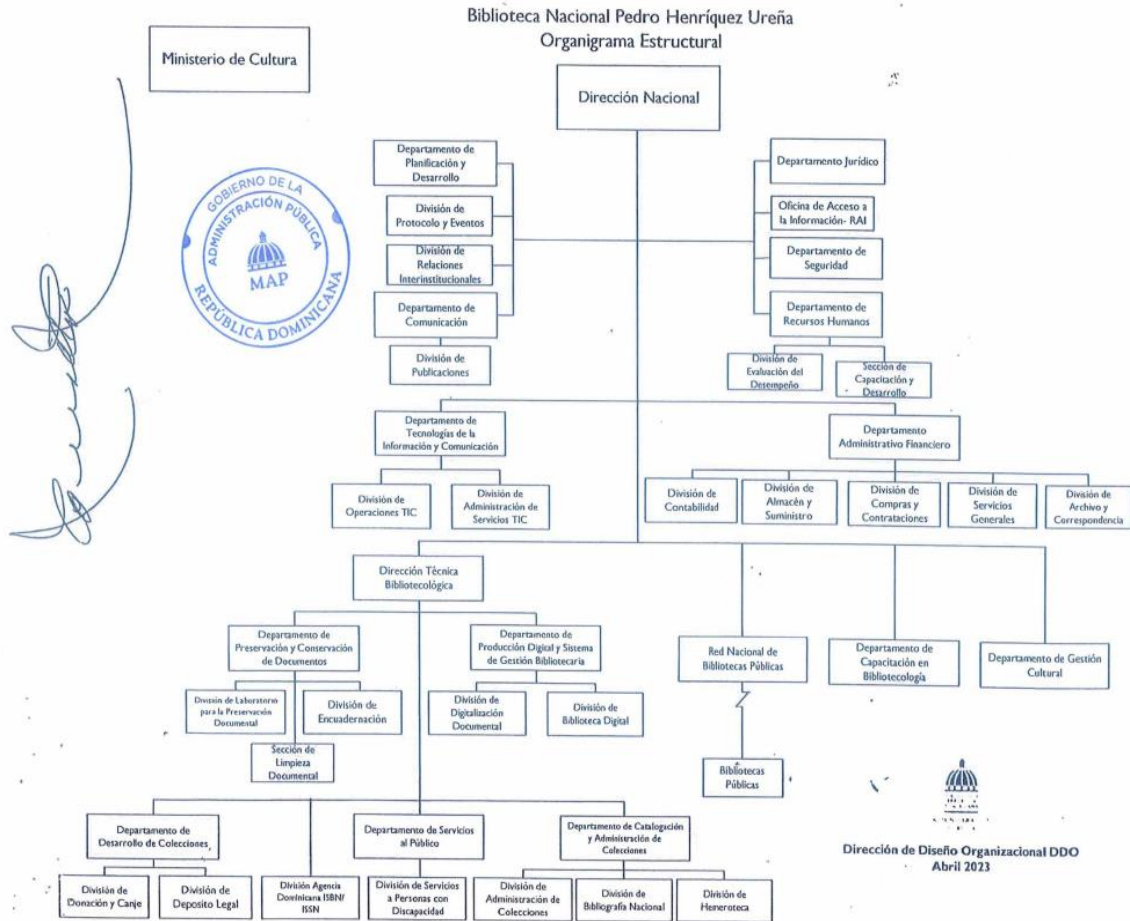 Biblioteca Nacional Pedro Henríquez Ureña
Organigrama Estructural
Ministerio de Cultura
Dirección Nacional
Departamento de
Planificación y
Desarrollo
División de
Protocolo y Eventos
División de
Relaciones
Interinstitucionales
Departamento de
Comunicación
División de
Publicaciones
Departamento Jurídico
Oficina de Acceso a
la Información- RAI
Departamento de
Seguridad
Departamento de
Recursos Humanos
División de
Evaluación del
Desempeño
Sección de
Capacitación y
Desarrollo
GOBIERNO DE LA
REPÚBLICA DOMINICANA
ADMINISTRACIÓN PÚBLICA
MAP
Departamento de
Tecnologías de la
Información y Comunicación
Departamento
Administrativo Financiero
División de
Operaciones TIC
División de
Administración de
Servicios TIC
División de
Contabilidad
División de
Almacén y
Suministro
División de
Compras y
Contrataciones
División de
Servicios
Generales
División de
Archivo y
Correspondencia
Dirección Técnica
Bibliotecológica
Departamento de
Preservación y Conservación
de Documentos
Departamento de
Producción Digital y Sistema
de Gestión Bibliotecaria
Red Nacional de
Bibliotecas Públicas
Departamento de
Capacitación en
Bibliotecología
Departamento de Gestión
Cultural
División de Laboratorio
para la Preservación
Documental
División de
Encuadernación
División de
Digitalización
Documental
División de
Biblioteca Digital
Sección de
Limpieza
Documental
Bibliotecas
Públicas
Departamento de
Desarrollo de Colecciones
Departamento de Servicios
al Público
Departamento de Catalogación
y Administración de
Colecciones
División de
Donación y Canje
División de
Deposito Legal
División Agencia
Dominicana ISBN/
ISSN
División de Servicios
a Personas con
Discapacidad
División de
Administración de
Colecciones
División de
Bibliografía Nacional
División de
Hemeroteca
Dirección de Diseño Organizacional DDO
Abril 2023